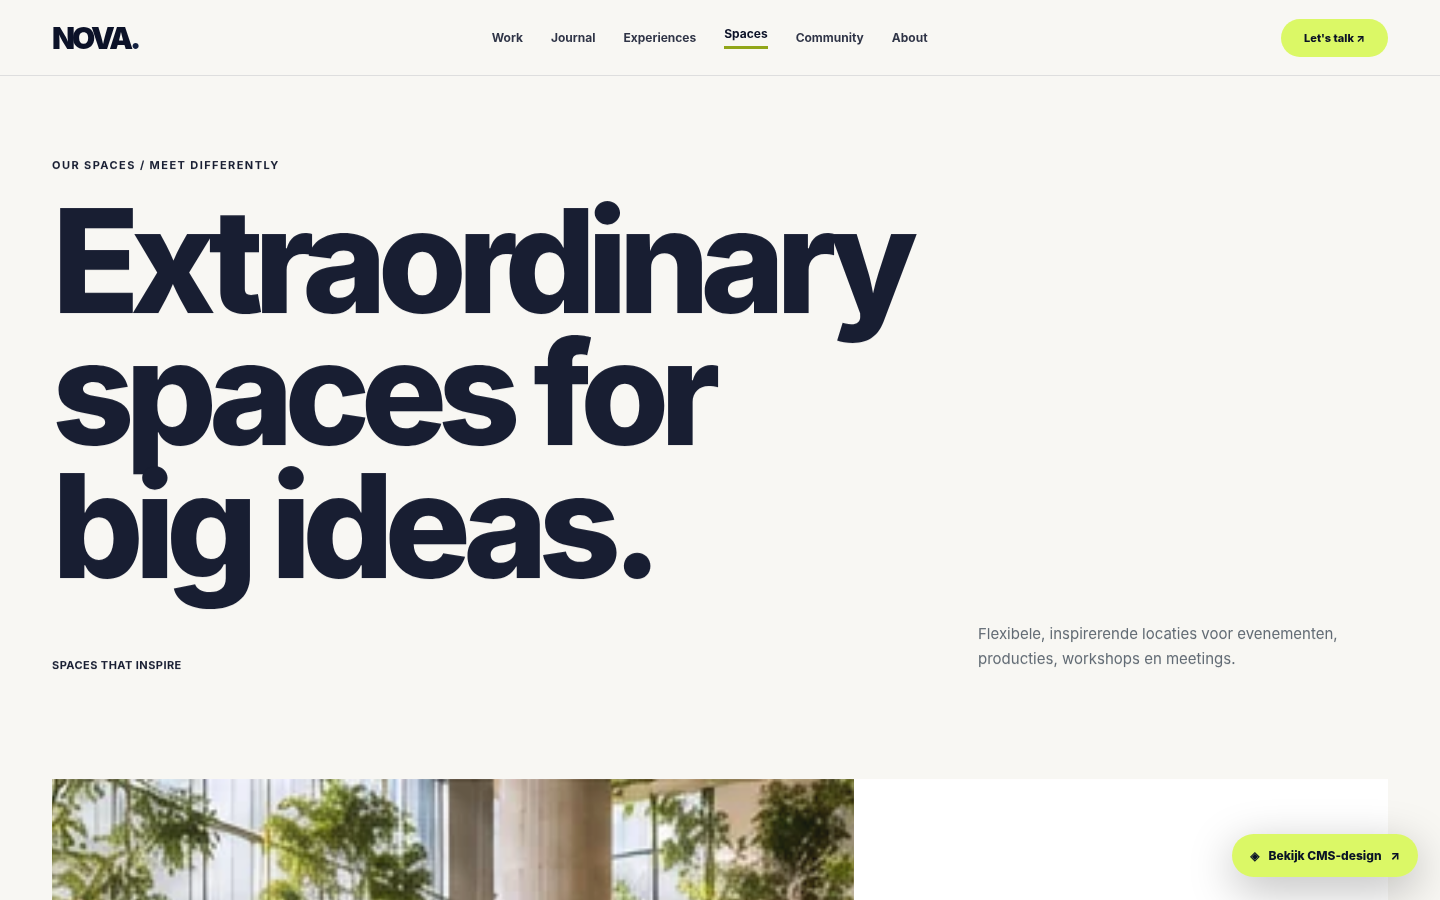 NOVA.
Work
Journal
Experiences
Spaces
Community
About
Let's talk ↗
OUR SPACES / MEET DIFFERENTLY
Extraordinary
spaces for
big ideas.
Flexibele, inspirerende locaties voor evenementen,
producties, workshops en meetings.
SPACES THAT INSPIRE
◈ Bekijk CMS-design ↗